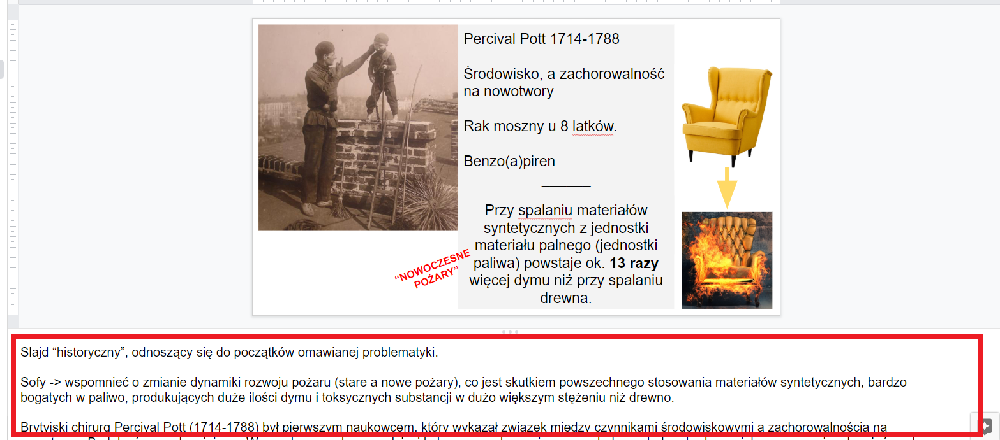 Percival Pott 1714-1788
Środowisko, a zachorowalność
na nowotwory
Rak moszny u 8 latków.
Benzo(a)piren
Przy spalaniu materiałów
syntetycznych z jednostki
materiału palnego (jednostki
paliwa) powstaje ok. 13 razy
więcej dymu niż przy spalaniu
drewna.
“NOWOCZESNE
POŻARY”
Slajd “historyczny”, odnoszący się do początków omawianej problematyki.
Sofy -> wspomnieć o zmianie dynamiki rozwoju pożaru (stare a nowe pożary), co jest skutkiem powszechnego stosowania materiałów syntetycznych, bardzo
bogatych w paliwo, produkujących duże ilości dymu i toksycznych substancji w dużo większym stężeniu niż drewno.
Brytyjski chirurg Percival Pott (1714-1788) był pierwszym naukowcem, który wykazał związek między czynnikami środowiskowymi a zachorowalnością na